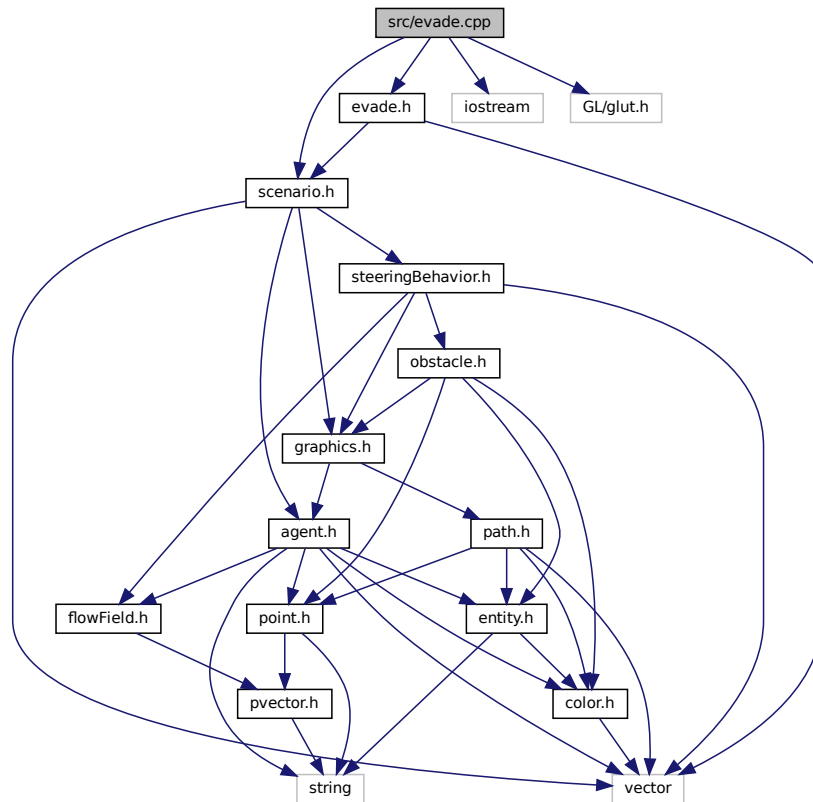 src/evade.cpp
evade.h
iostream
GL/glut.h
scenario.h
steeringBehavior.h
obstacle.h
graphics.h
agent.h
path.h
flowField.h
point.h
entity.h
pvector.h
color.h
string
vector